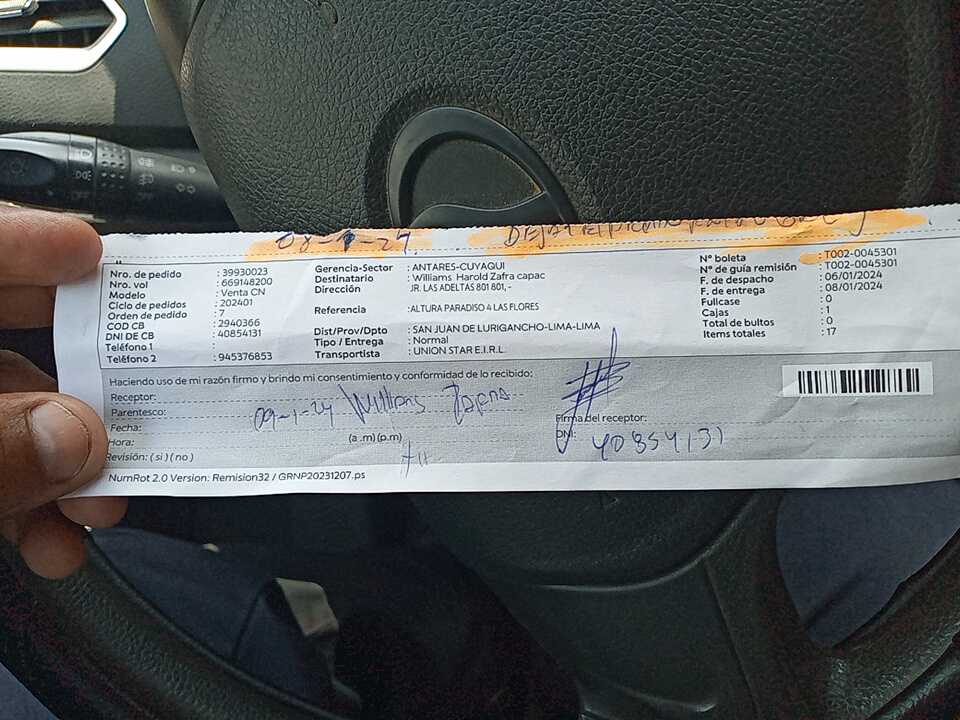 08-1-24
Nro. de pedido : 39930023
Nro. vol : 669148200
Modelo : Venta CN
Ciclo de pedidos : 202401
Orden de pedido : 7
COD CB : 2940366
DNI DE CB : 40854131
Teléfono 1 :
Teléfono 2 : 945376853
Gerencia-Sector : ANTARES-CUYAQUI
Destinatario : Williams Harold Zafra capac
Dirección : JR. LAS ADELTAS 801 801, -
Referencia : ALTURA PARADISO 4 LAS FLORES
Dist/Prov/Dpto : SAN JUAN DE LURIGANCHO-LIMA-LIMA
Tipo / Entrega : Normal
Transportista : UNION STAR E.I.R.L.
N° boleta : T002-0045301
N° de guía remisión : T002-0045301
F. de despacho : 06/01/2024
F. de entrega : 08/01/2024
Fullcase : 0
Cajas : 1
Total de bultos : 0
Items totales : 17
Haciendo uso de mi razón firmo y brindo mi consentimiento y conformidad de lo recibido:
Receptor:
Parentesco:
Fecha: 09-1-24 Williams Zafra
Hora: (a .m) (p.m)
Revisión: ( si ) ( no )
Firma del receptor:
DNI: 40854131
NumRot 2.0 Version: Remision32 / GRNP20231207.ps